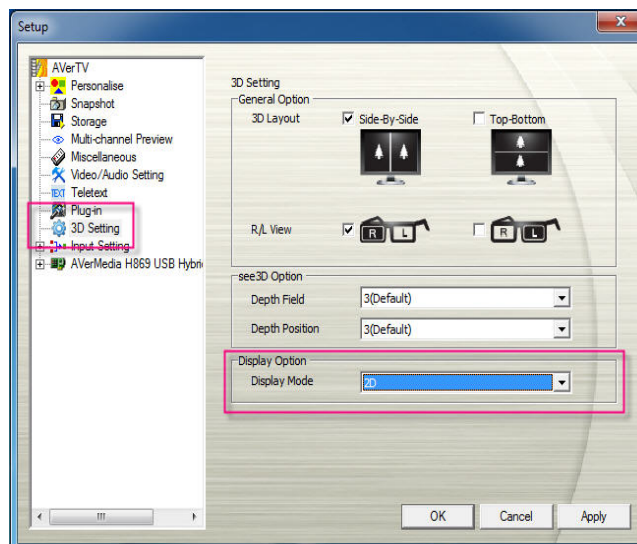 Setup
AVerTV
Personalise
Snapshot
Storage
Multi-channel Preview
Miscellaneous
Video/Audio Setting
TEXT Teletext
Plug-in
3D Setting
Input Setting
AVerMedia H869 USB Hybri
3D Setting
General Option
3D Layout Side-By-Side Top-Bottom
R/L View R L R L
see3D Option
Depth Field 3(Default)
Depth Position 3(Default)
Display Option
Display Mode 2D
OK Cancel Apply